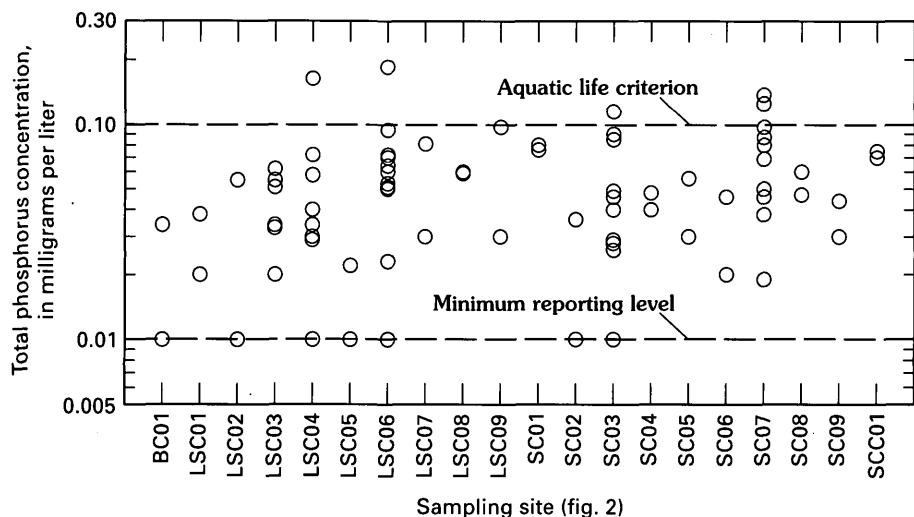 Total phosphorus concentration,
in milligrams per liter
0.30
0.10
0.01
0.005
Aquatic life criterion
Minimum reporting level
BC01
LSC01
LSC02
LSC03
LSC04
LSC05
LSC06
LSC07
LSC08
LSC09
SC01
SC02
SC03
SC04
SC05
SC06
SC07
SC08
SC09
SCC01
Sampling site (fig. 2)